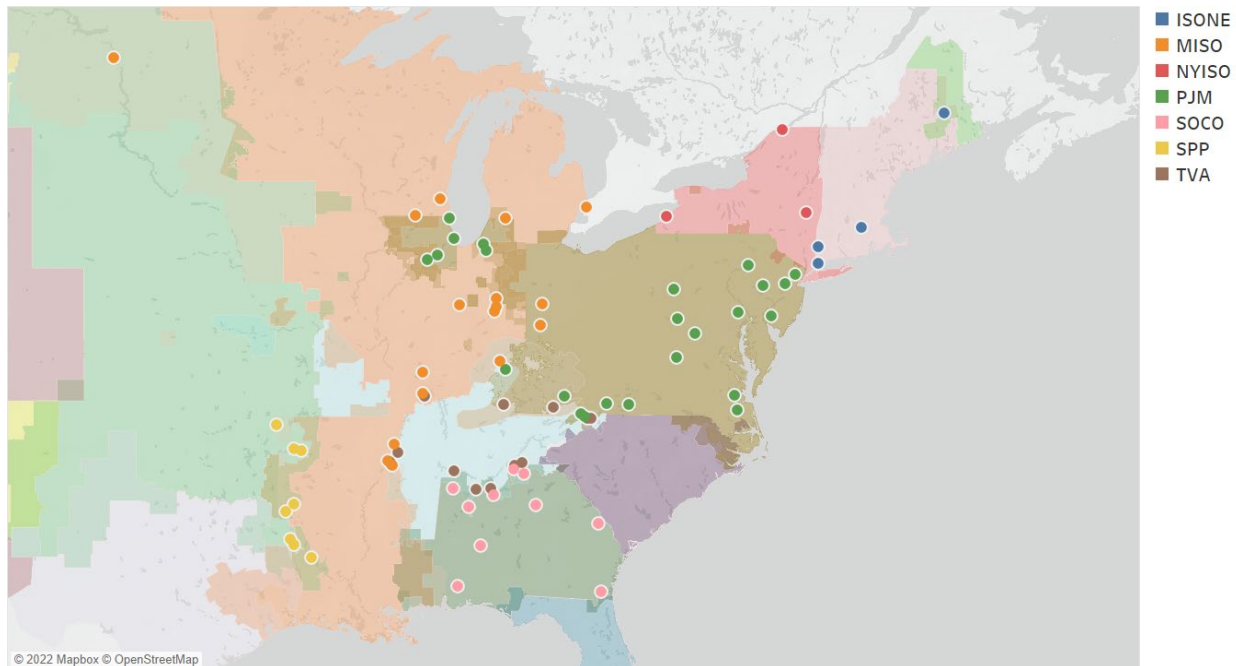 ISONE
MISO
NYISO
PJM
SOCO
SPP
TVA
© 2022 Mapbox © OpenStreetMap